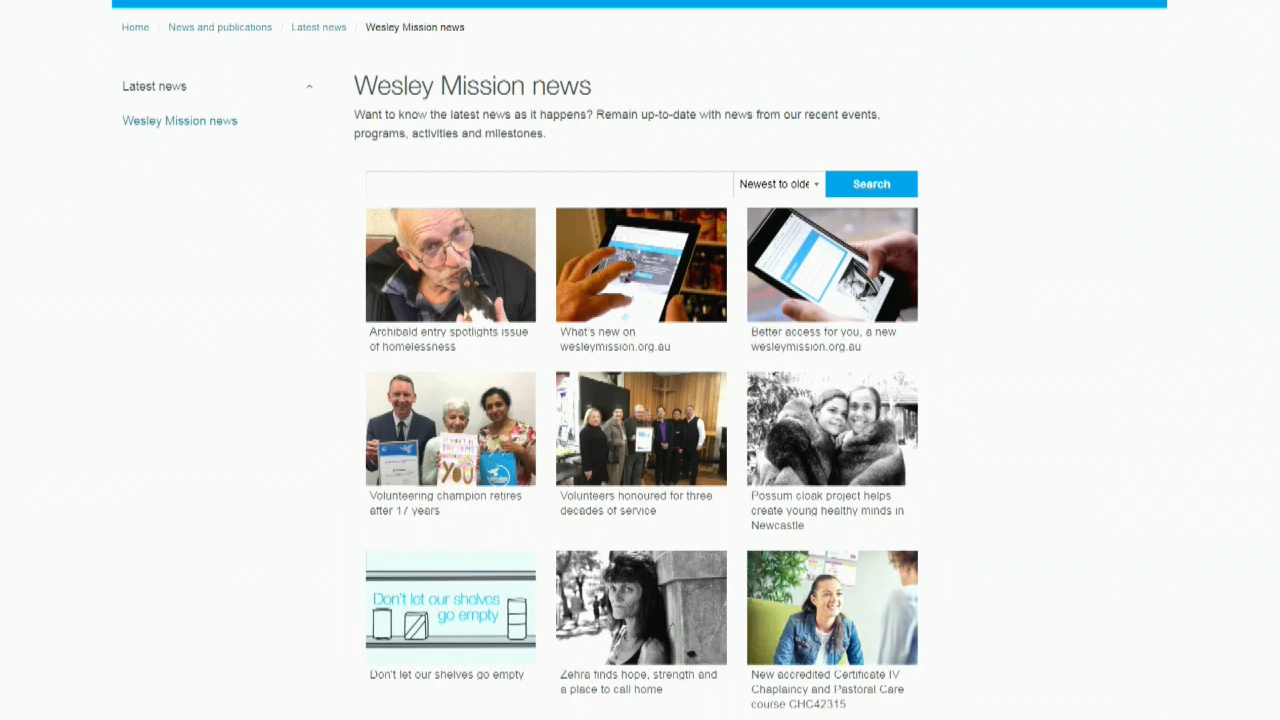 Home / News and publications / Latest news / Wesley Mission news
Latest news
Wesley Mission news
Wesley Mission news
Want to know the latest news as it happens? Remain up-to-date with news from our recent events,
programs, activities and milestones.
Newest to olde
Search
Archibald entry spotlights issue
of homelessness
What's new on
wesleymission.org.au
Better access for you, a new
wesleymission.org.au
YOU
Volunteering champion retires
after 17 years
Volunteers honoured for three
decades of service
Possum cloak project helps
create young healthy minds in
Newcastle
Don't let our shelves
go empty
Don't let our shelves go empty
Zehra finds hope, strength and
a place to call home
New accredited Certificate IV
Chaplaincy and Pastoral Care
course CHC42315